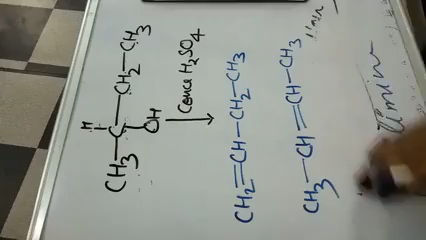 H
CH3—C—CH2—CH3
OH
Conc H2SO4
CH2=CH—CH2—CH3
CH3—CH=CH—CH3